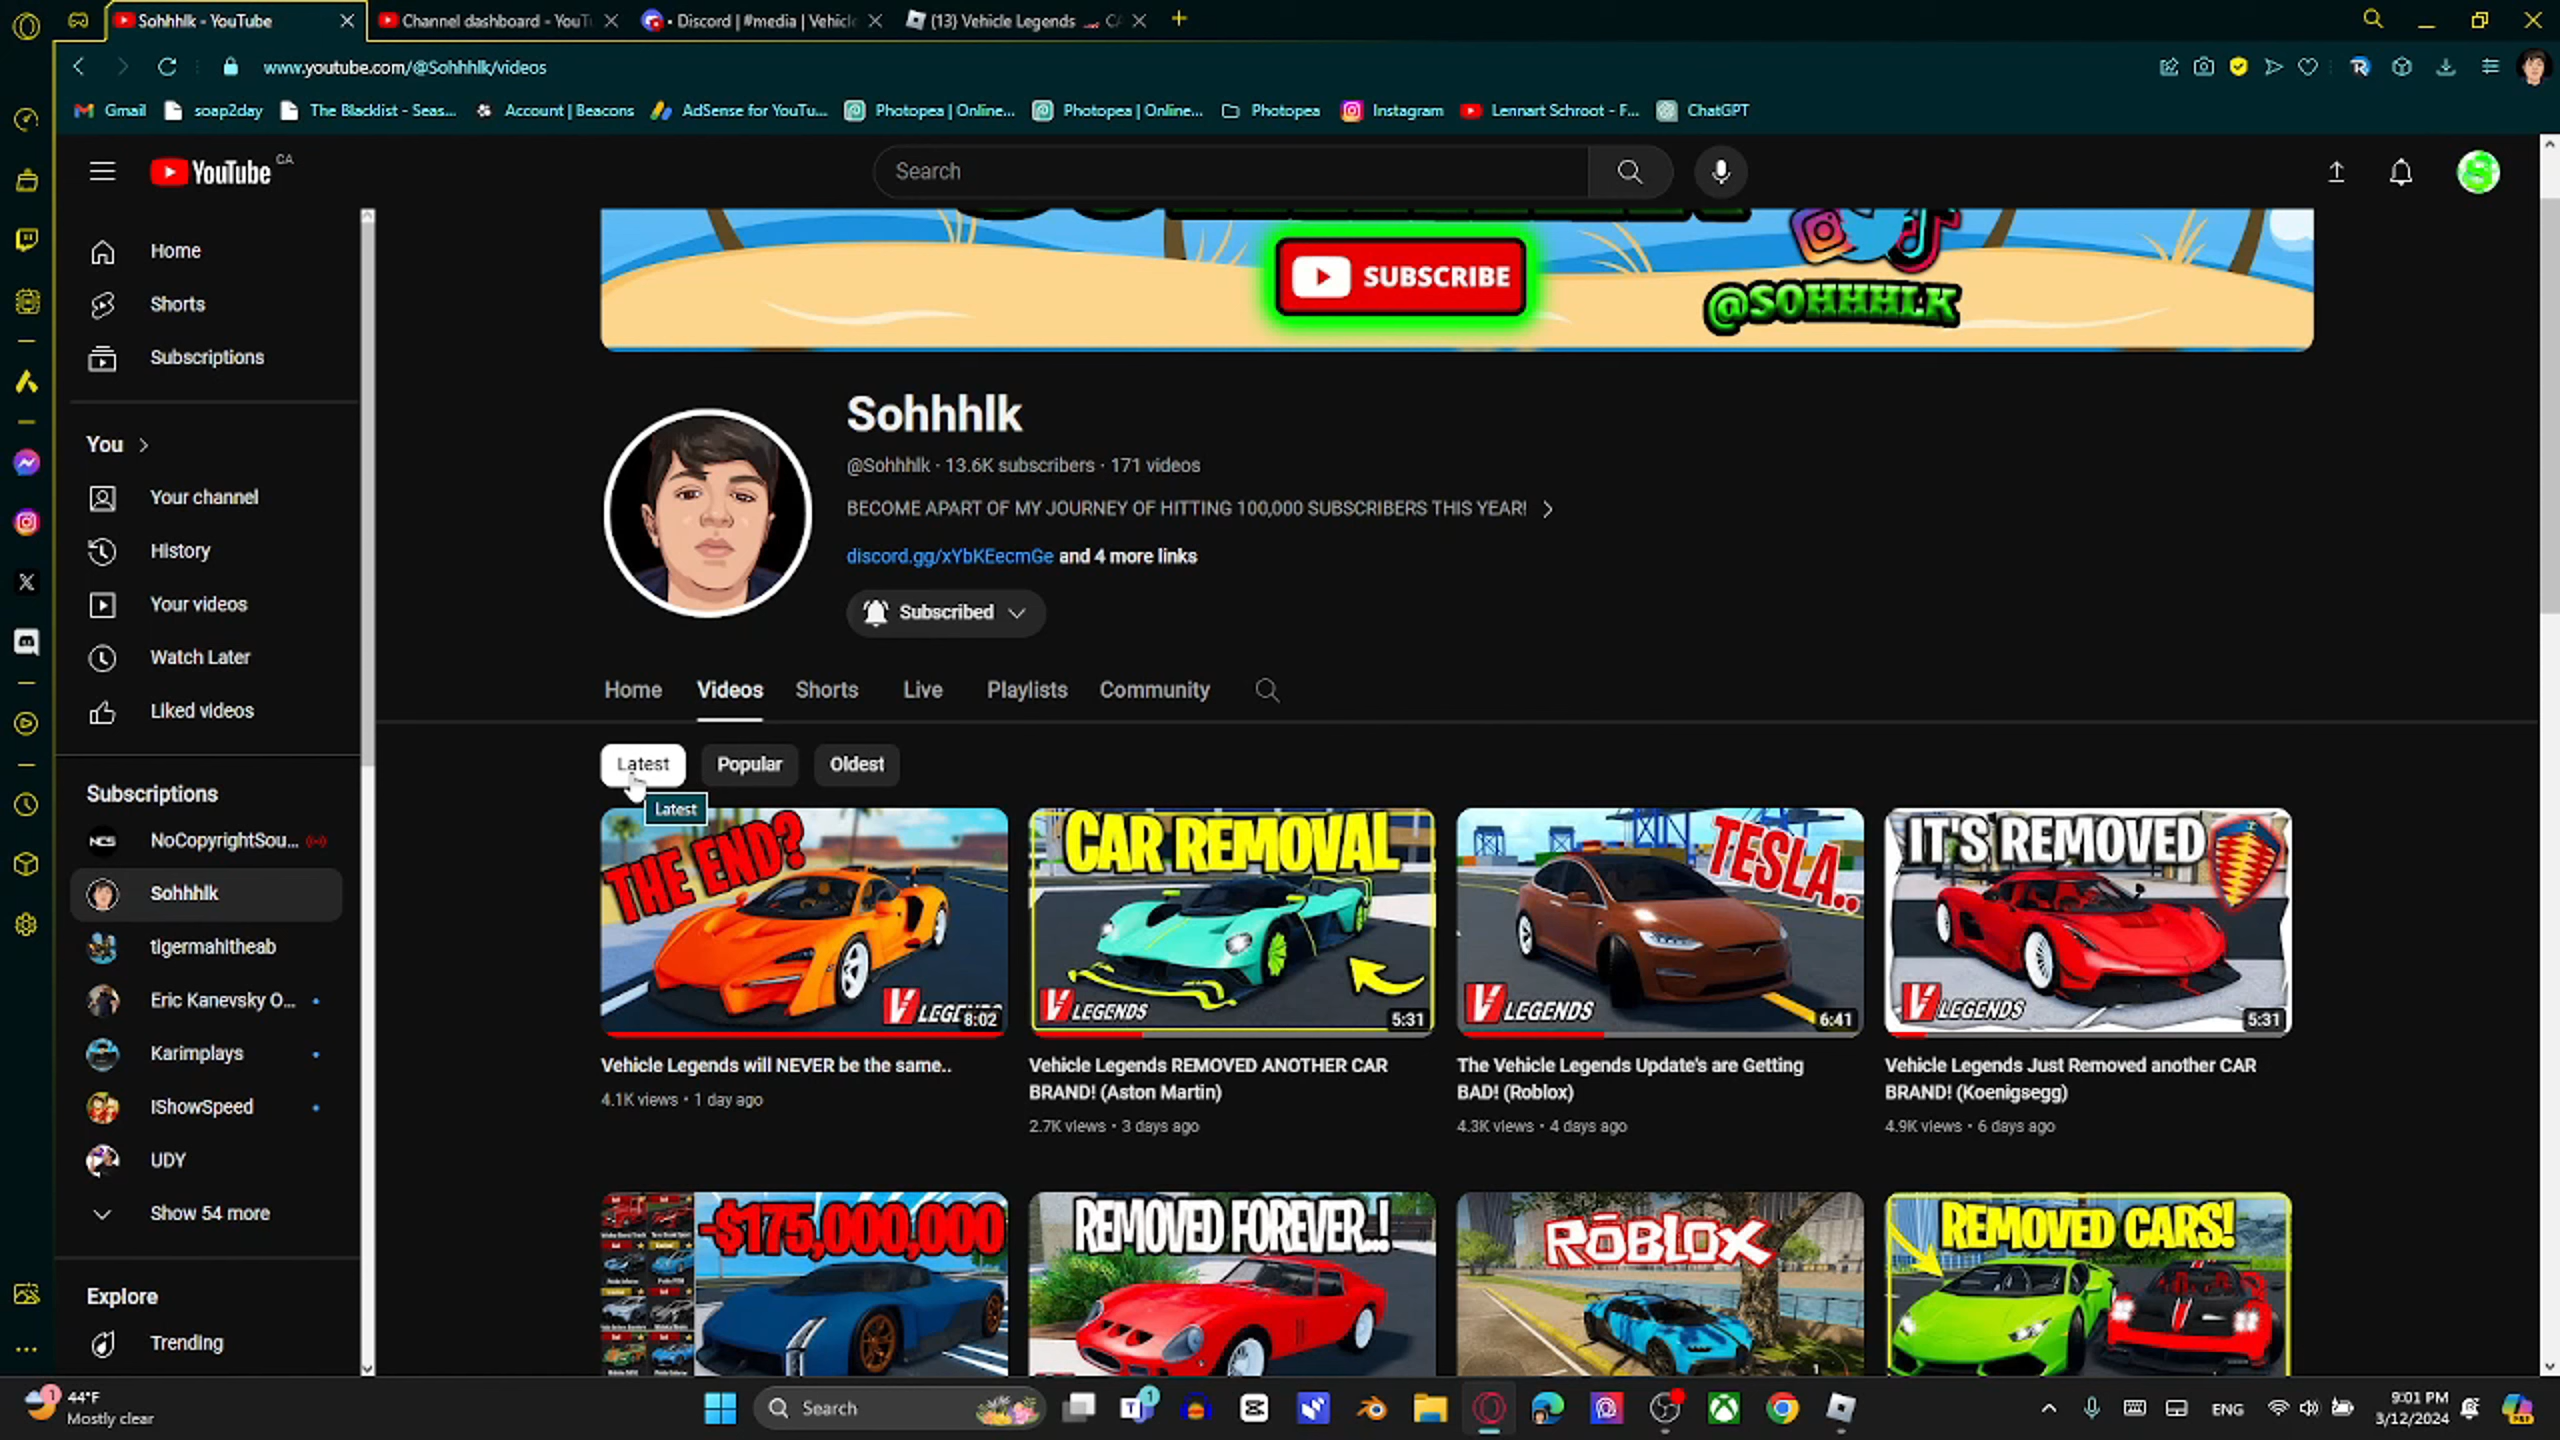 Sohhhlk - YouTube
Channel dashboard - YouTu
• Discord | #media | Vehicle
(13) Vehicle Legends
www.youtube.com/@Sohhhlk/videos
Gmail
soap2day
The Blacklist - Seas...
Account | Beacons
AdSense for YouTu...
Photopea | Online...
Photopea | Online...
Photopea
Instagram
Lennart Schroot - F...
ChatGPT
YouTube CA
Search
Home
Shorts
Subscriptions
You
Your channel
History
Your videos
Watch Later
Liked videos
Subscriptions
NCS
NoCopyrightSou...
Sohhhlk
tigermahitheab
Eric Kanevsky O...
Karimplays
IShowSpeed
UDY
Show 54 more
Explore
Trending
SUBSCRIBE
@SOHHHLK
Sohhhlk
@Sohhhlk · 13.6K subscribers · 171 videos
BECOME APART OF MY JOURNEY OF HITTING 100,000 SUBSCRIBERS THIS YEAR!
discord.gg/xYbKEecmGe and 4 more links
Subscribed
Home Videos Shorts Live Playlists Community
Latest Popular Oldest
Latest
THE END?
V LEGENDS
8:02
Vehicle Legends will NEVER be the same..
4.1K views • 1 day ago
CAR REMOVAL
V LEGENDS
5:31
Vehicle Legends REMOVED ANOTHER CAR
BRAND! (Aston Martin)
2.7K views • 3 days ago
TESLA..
V LEGENDS
6:41
The Vehicle Legends Update's are Getting
BAD! (Roblox)
4.3K views • 4 days ago
IT'S REMOVED
V LEGENDS
5:31
Vehicle Legends Just Removed another CAR
BRAND! (Koenigsegg)
4.9K views • 6 days ago
-$175,000,000
REMOVED FOREVER..!
ROBLOX
REMOVED CARS!
1
44°F
Mostly clear
Search
1
ENG
9:01 PM
3/12/2024